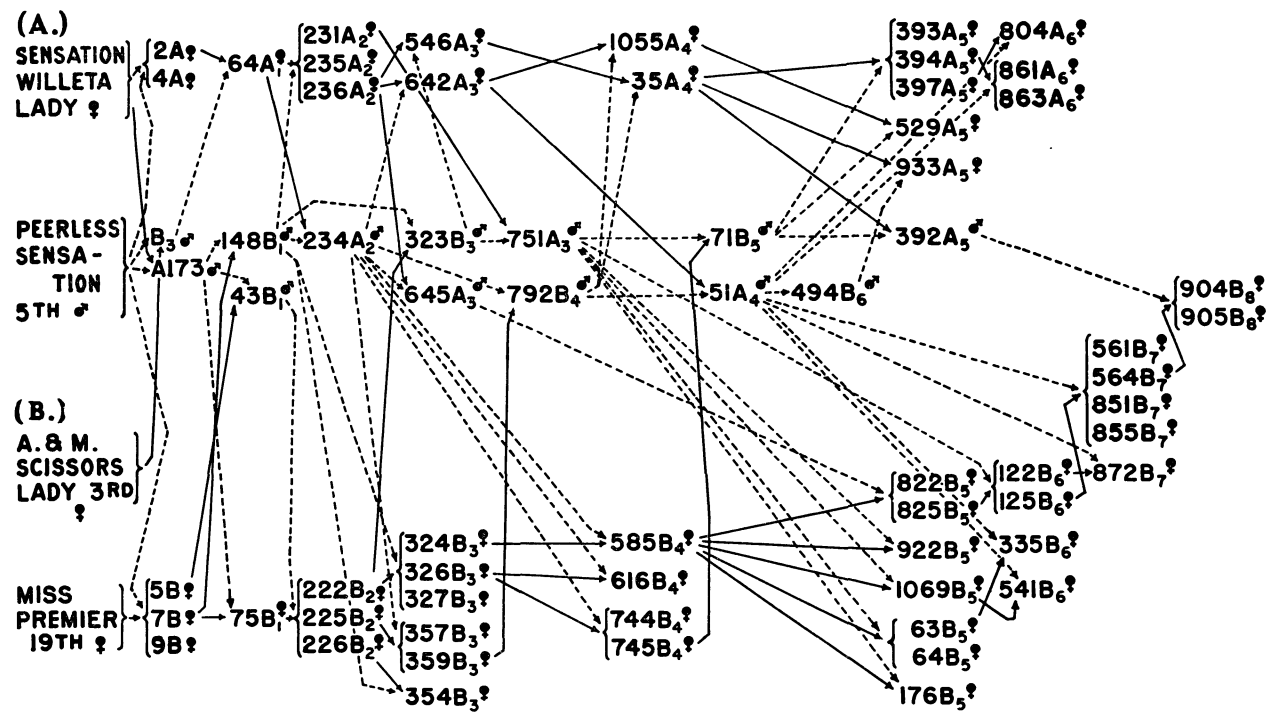 (A.)
SENSATION
WILLETA
LADY ♀
2A♀
4A♀
64A₁♀
231A₂♀
235A₂♀
236A₂♀
546A₃♀
642A₃♀
1055A₄♀
35A₄♀
393A₅♀
394A₅♀
397A₅♀
529A₅♀
933A₅♀
804A₆♀
861A₆♀
863A₆♀
PEERLESS
SENSA-
TION
5TH ♂
B₃♂
A173♂
148B₁♂
43B₁♂
234A₂♂
323B₃♂
645A₃♂
751A₃♂
792B₄♂
71B₅♂
51A₄♂
494B₆♂
392A₅♂
904B₈♀
905B₈♀
561B₇♀
564B₇♀
851B₇♀
855B₇♀
872B₇♀
(B.)
A. & M.
SCISSORS
LADY 3RD
♀
822B₅♀
825B₅♀
122B₆♀
125B₆♀
324B₃♀
326B₃♀
327B₃♀
357B₃♀
359B₃♀
354B₃♀
585B₄♀
616B₄♀
744B₄♀
745B₄♀
922B₅♀
1069B₅♀
63B₅♀
64B₅♀
176B₅♀
335B₆♀
541B₆♀
MISS
PREMIER
19TH ♀
5B♀
7B♀
9B♀
75B₁♀
222B₂♀
225B₂♀
226B₂♀